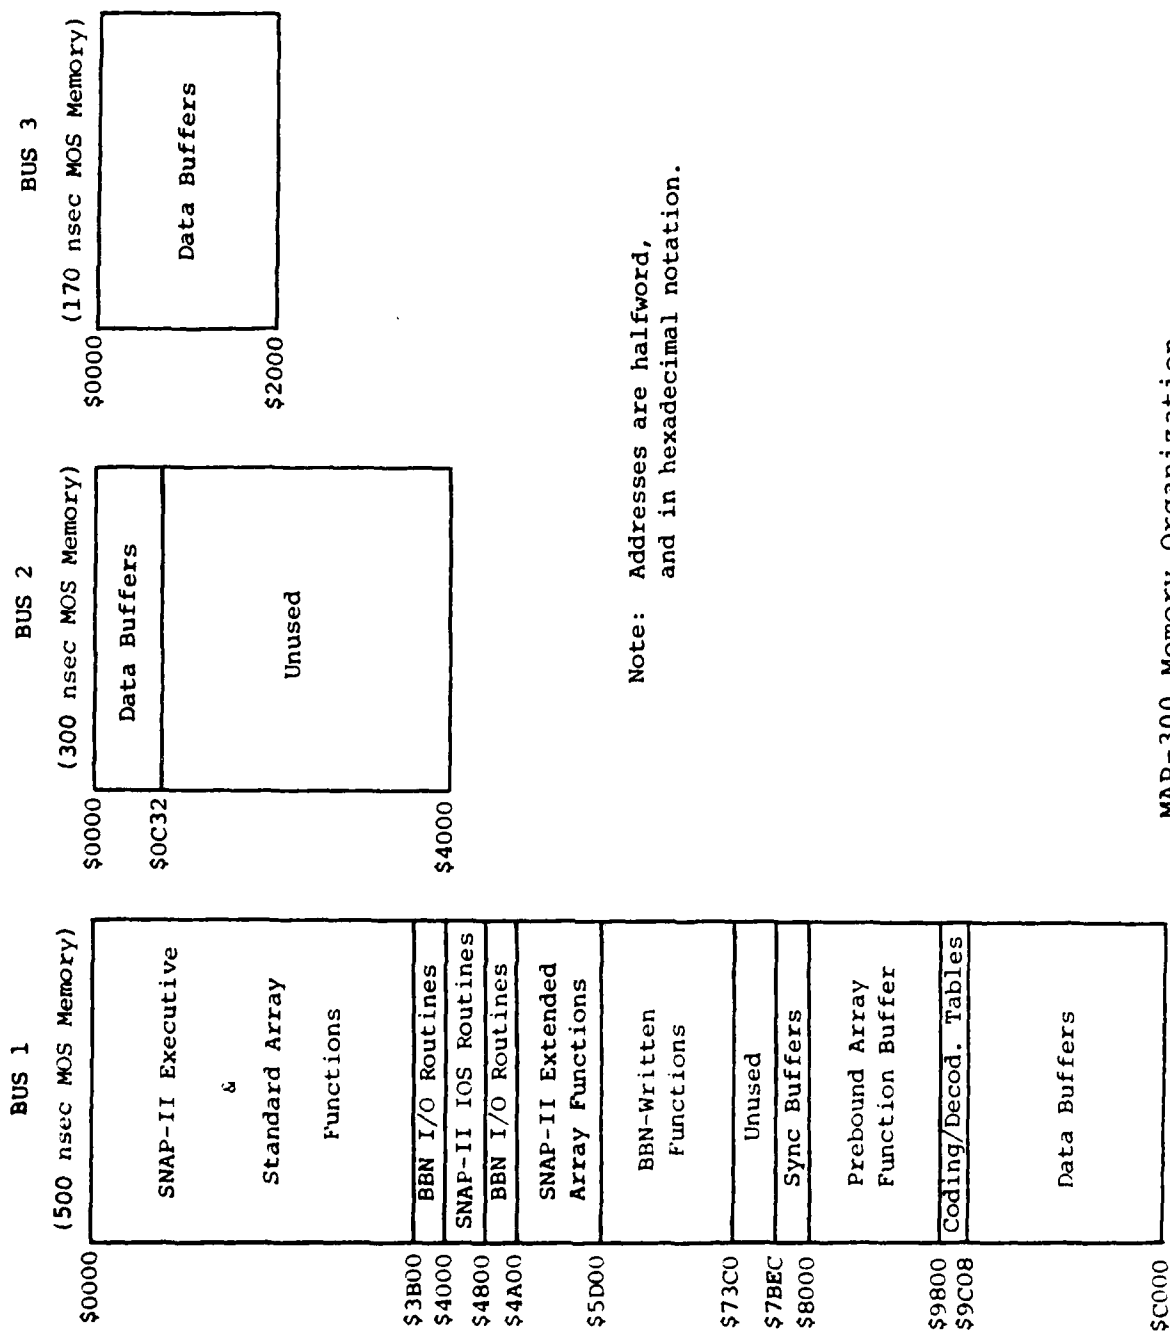 BUS 1
(500 nsec MOS Memory)
$0000
SNAP-II Executive
&
Standard Array
Functions
$3B00
BBN I/O Routines
$4000
SNAP-II IOS Routines
$4800
BBN I/O Routines
$4A00
SNAP-II Extended
Array Functions
$5D00
BBN-Written
Functions
$73C0
Unused
$7BEC
Sync Buffers
$8000
Prebound Array
Function Buffer
$9800
Coding/Decod. Tables
$9C08
Data Buffers
$C000
BUS 2
(300 nsec MOS Memory)
$0000
Data Buffers
$0C32
Unused
$4000
BUS 3
(170 nsec MOS Memory)
$0000
Data Buffers
$2000
Note: Addresses are halfword,
and in hexadecimal notation.
MAP-300 Memory Organization